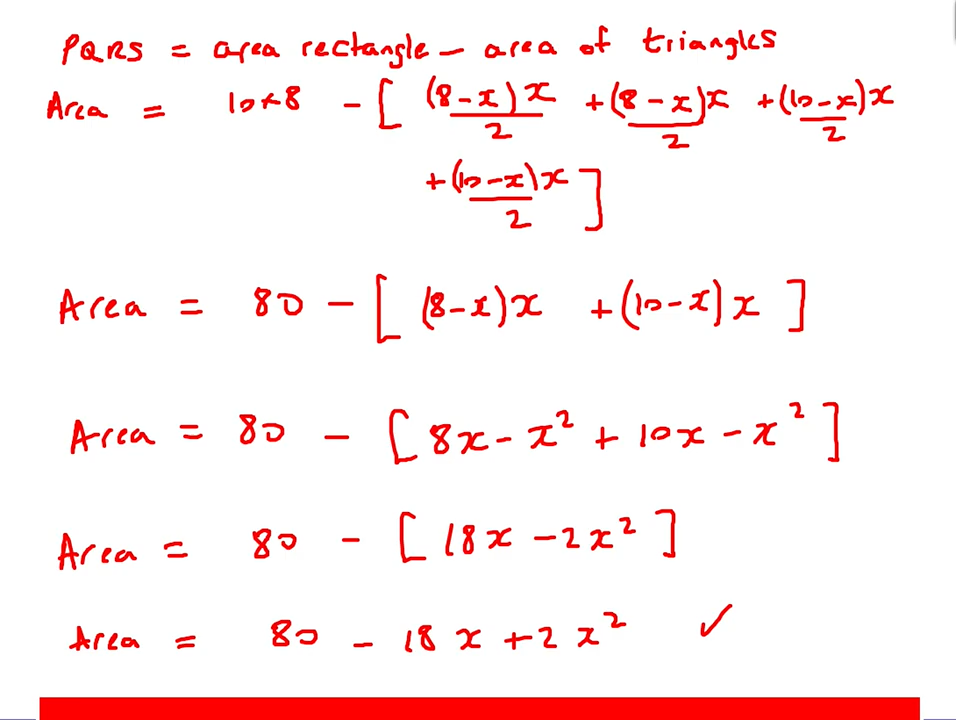 PQRS = area rectangle – area of triangles
Area = 10×8 – [ (8–x)x/2 + (8–x)x/2 + (10–x)x/2
+ (10–x)x/2 ]
Area = 80 – [ (8–x)x + (10–x)x ]
Area = 80 – [ 8x – x² + 10x – x² ]
Area = 80 – [ 18x – 2x² ]
Area = 80 – 18x + 2x² ✓